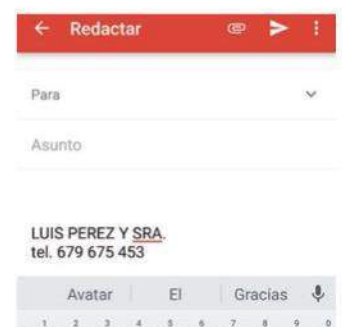 Redactar
Para
Asunto
LUIS PEREZ Y SRA.
tel. 679 675 453
Avatar El Gracias
1 2 3 4 5 6 7 8 9 0